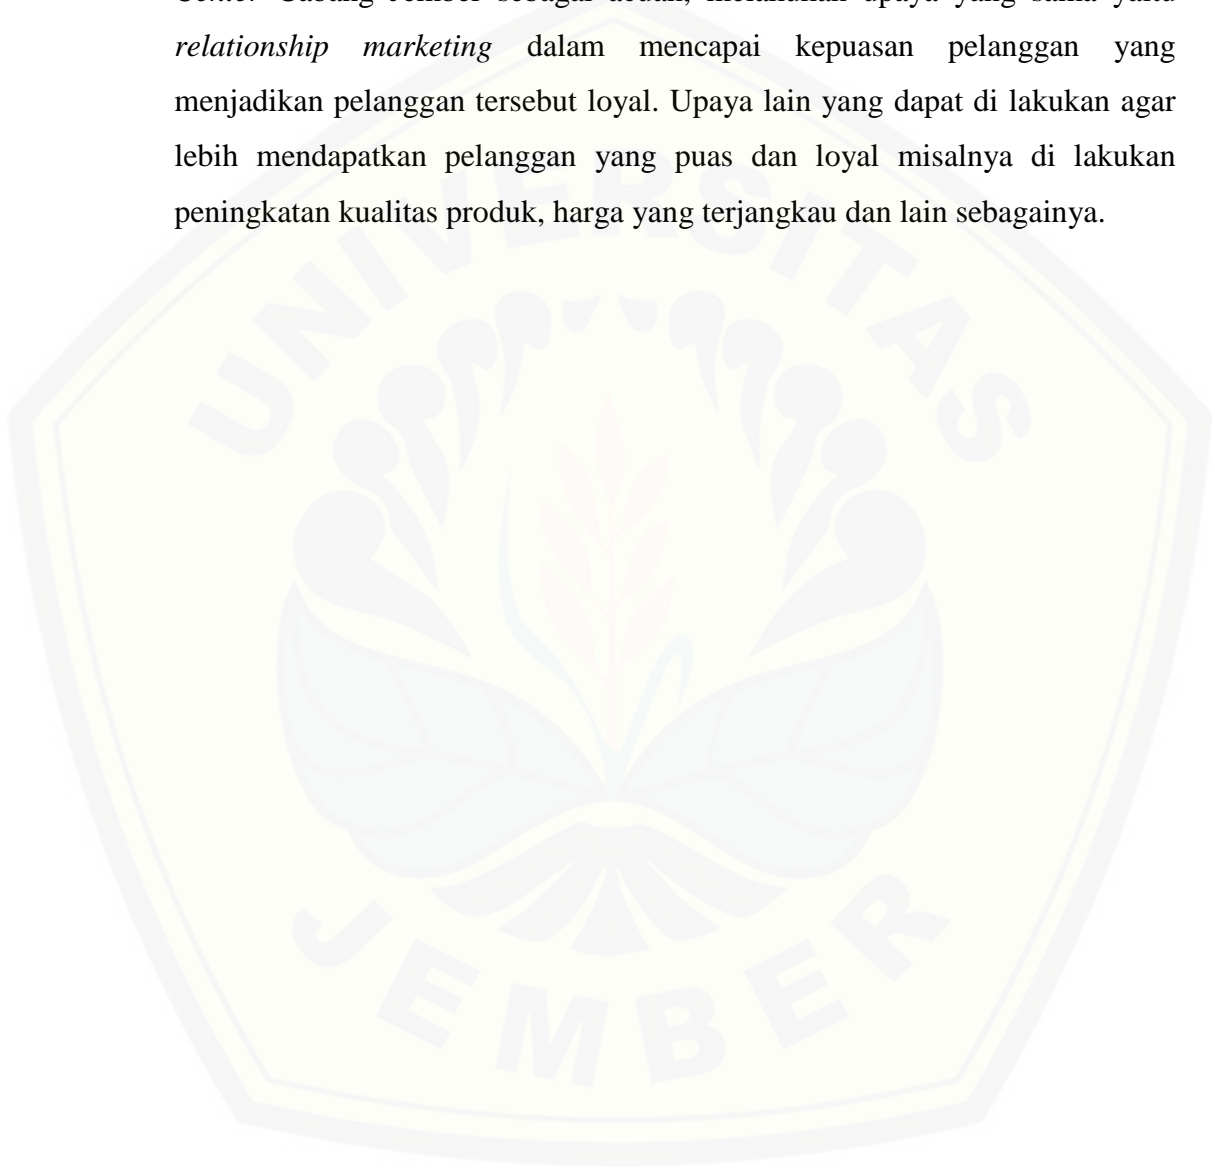 Cabang Jember sebagai melakukan upaya yang sama yaitu
relationship marketing dalam mencapai kepuasan pelanggan yang
menjadikan pelanggan tersebut loyal. Upaya lain yang dapat di lakukan agar
lebih mendapatkan pelanggan yang puas dan loyal misalnya di lakukan
peningkatan kualitas produk, harga yang terjangkau dan lain sebagainya.
UNIVERSITAS
JEMBER